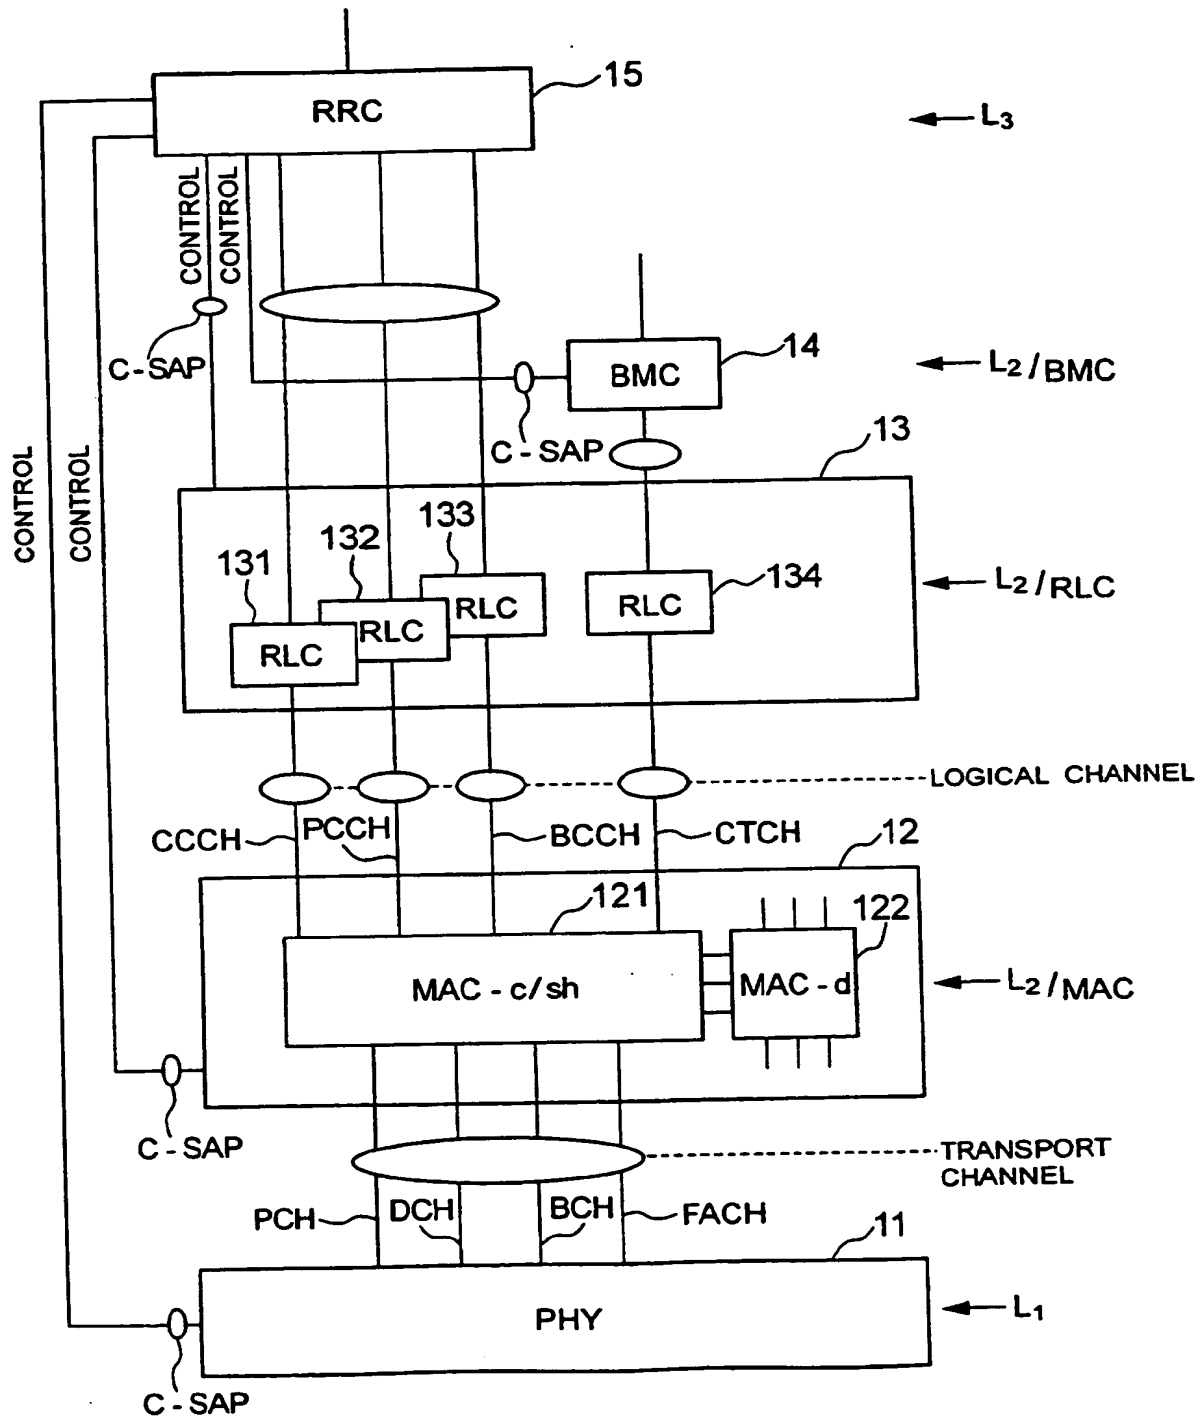 15
RRC
L3
CONTROL
CONTROL
C-SAP
14
BMC
L2/BMC
C-SAP
13
CONTROL
CONTROL
133
132
131
134
RLC
RLC
RLC
RLC
L2/RLC
LOGICAL CHANNEL
CCCH
PCCH
BCCH
CTCH
12
121
122
MAC-c/sh
MAC-d
L2/MAC
C-SAP
TRANSPORT
CHANNEL
PCH
DCH
BCH
FACH
11
PHY
L1
C-SAP